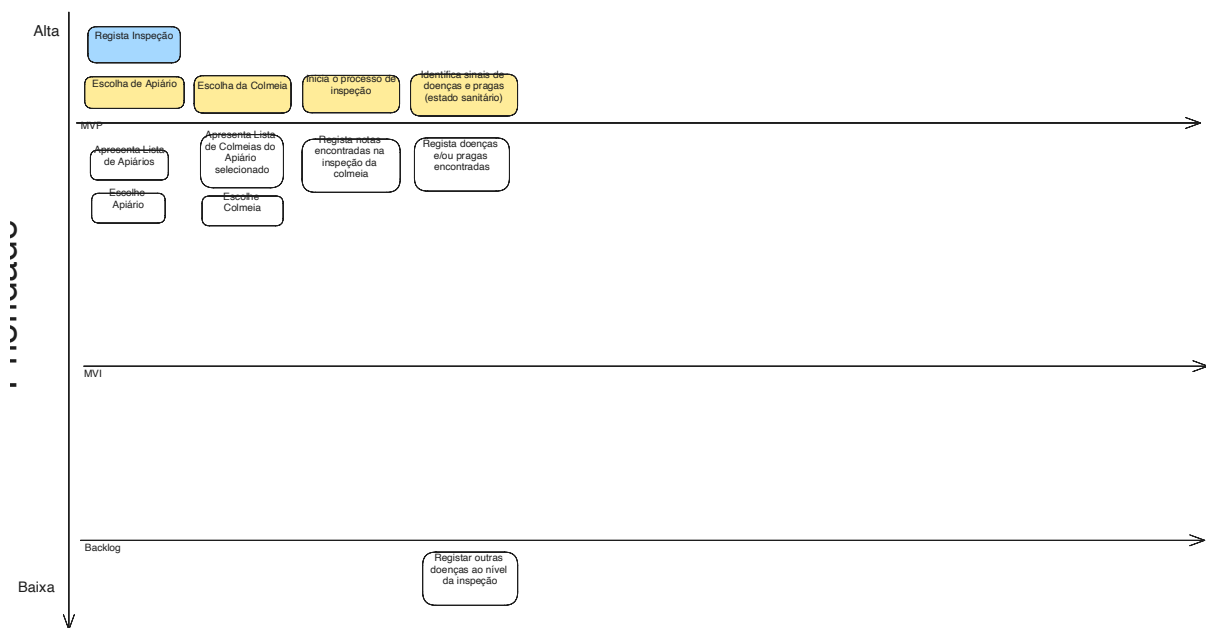 Alta
Regista Inspeção
Escolha de Apiário
Escolha da Colmeia
Inicia o processo de
inspeção
Identifica sinais de
doenças e pragas
(estado sanitário)
MVP
Apresenta Lista
de Apiários
Apresenta Lista
de Colmeias do
Apiário
selecionado
Regista notas
encontradas na
inspeção da
colmeia
Regista doenças
e/ou pragas
encontradas
Escolhe
Apiário
Escolhe
Colmeia
MVI
Backlog
Registar outras
doenças ao nível
da inspeção
Baixa